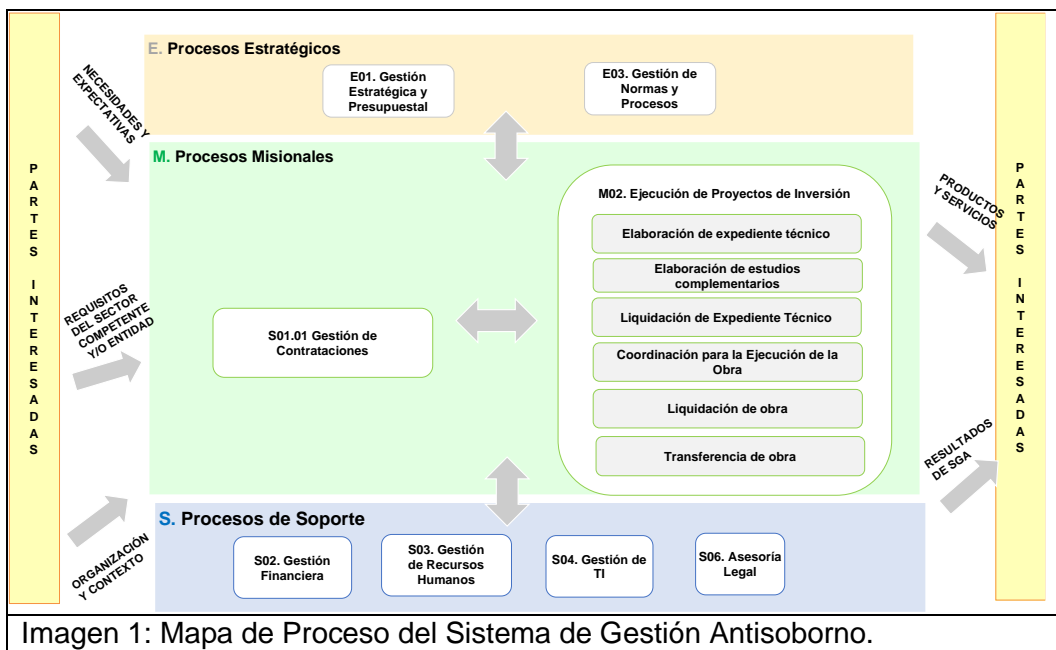 PARTES INTERESADAS
NECESIDADES Y
EXPECTATIVAS
REQUISITOS
DEL SECTOR
COMPETENTE
Y/O ENTIDAD
ORGANIZACIÓN
Y CONTEXTO
E. Procesos Estratégicos
E01. Gestión
Estratégica y
Presupuestal
E03. Gestión de
Normas y
Procesos
M. Procesos Misionales
S01.01 Gestión de
Contrataciones
M02. Ejecución de Proyectos de Inversión
Elaboración de expediente técnico
Elaboración de estudios
complementarios
Liquidación de Expediente Técnico
Coordinación para la Ejecución de la
Obra
Liquidación de obra
Transferencia de obra
S. Procesos de Soporte
S02. Gestión
Financiera
S03. Gestión
de Recursos
Humanos
S04. Gestión de
TI
S06. Asesoría
Legal
PRODUCTOS
Y SERVICIOS
RESULTADOS
DE SGA
PARTES INTERESADAS
Imagen 1: Mapa de Proceso del Sistema de Gestión Antisoborno.